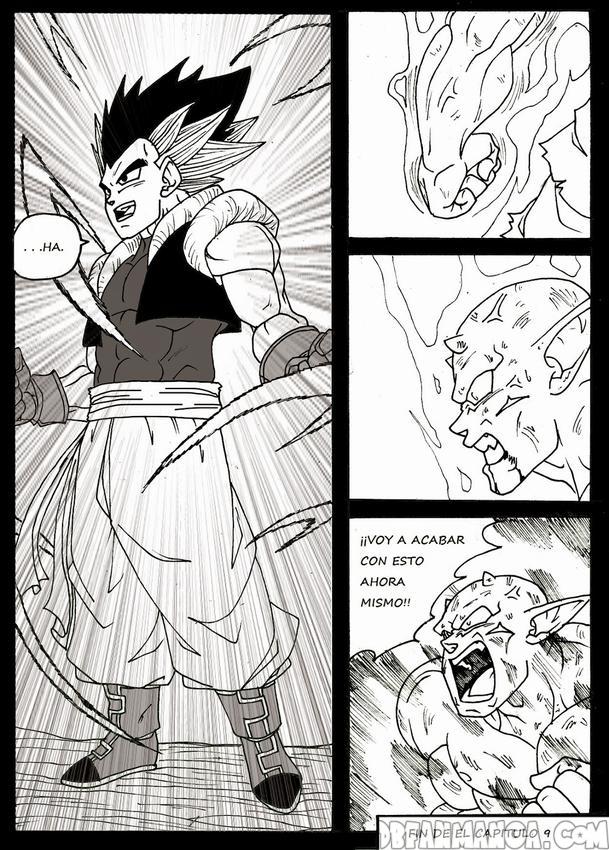 . . .HA.
¡¡VOY A ACABAR
CON ESTO
AHORA
MISMO!!
FIN DE EL CAPITULO 9
DBFANMANGA.COM